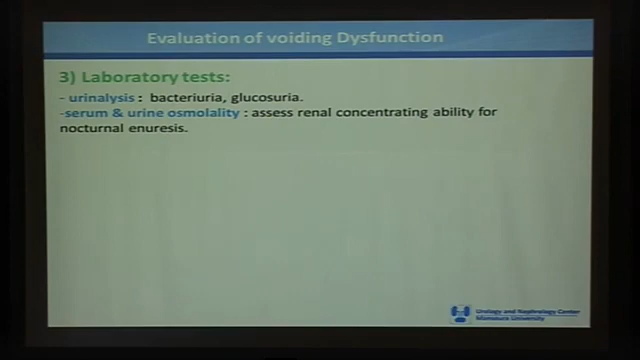 Evaluation of voiding Dysfunction
3) Laboratory tests:
- urinalysis : bacteriuria, glucosuria.
-serum & urine osmolality : assess renal concentrating ability for
nocturnal enuresis.
Urology and Nephrology Center
Mansoura University